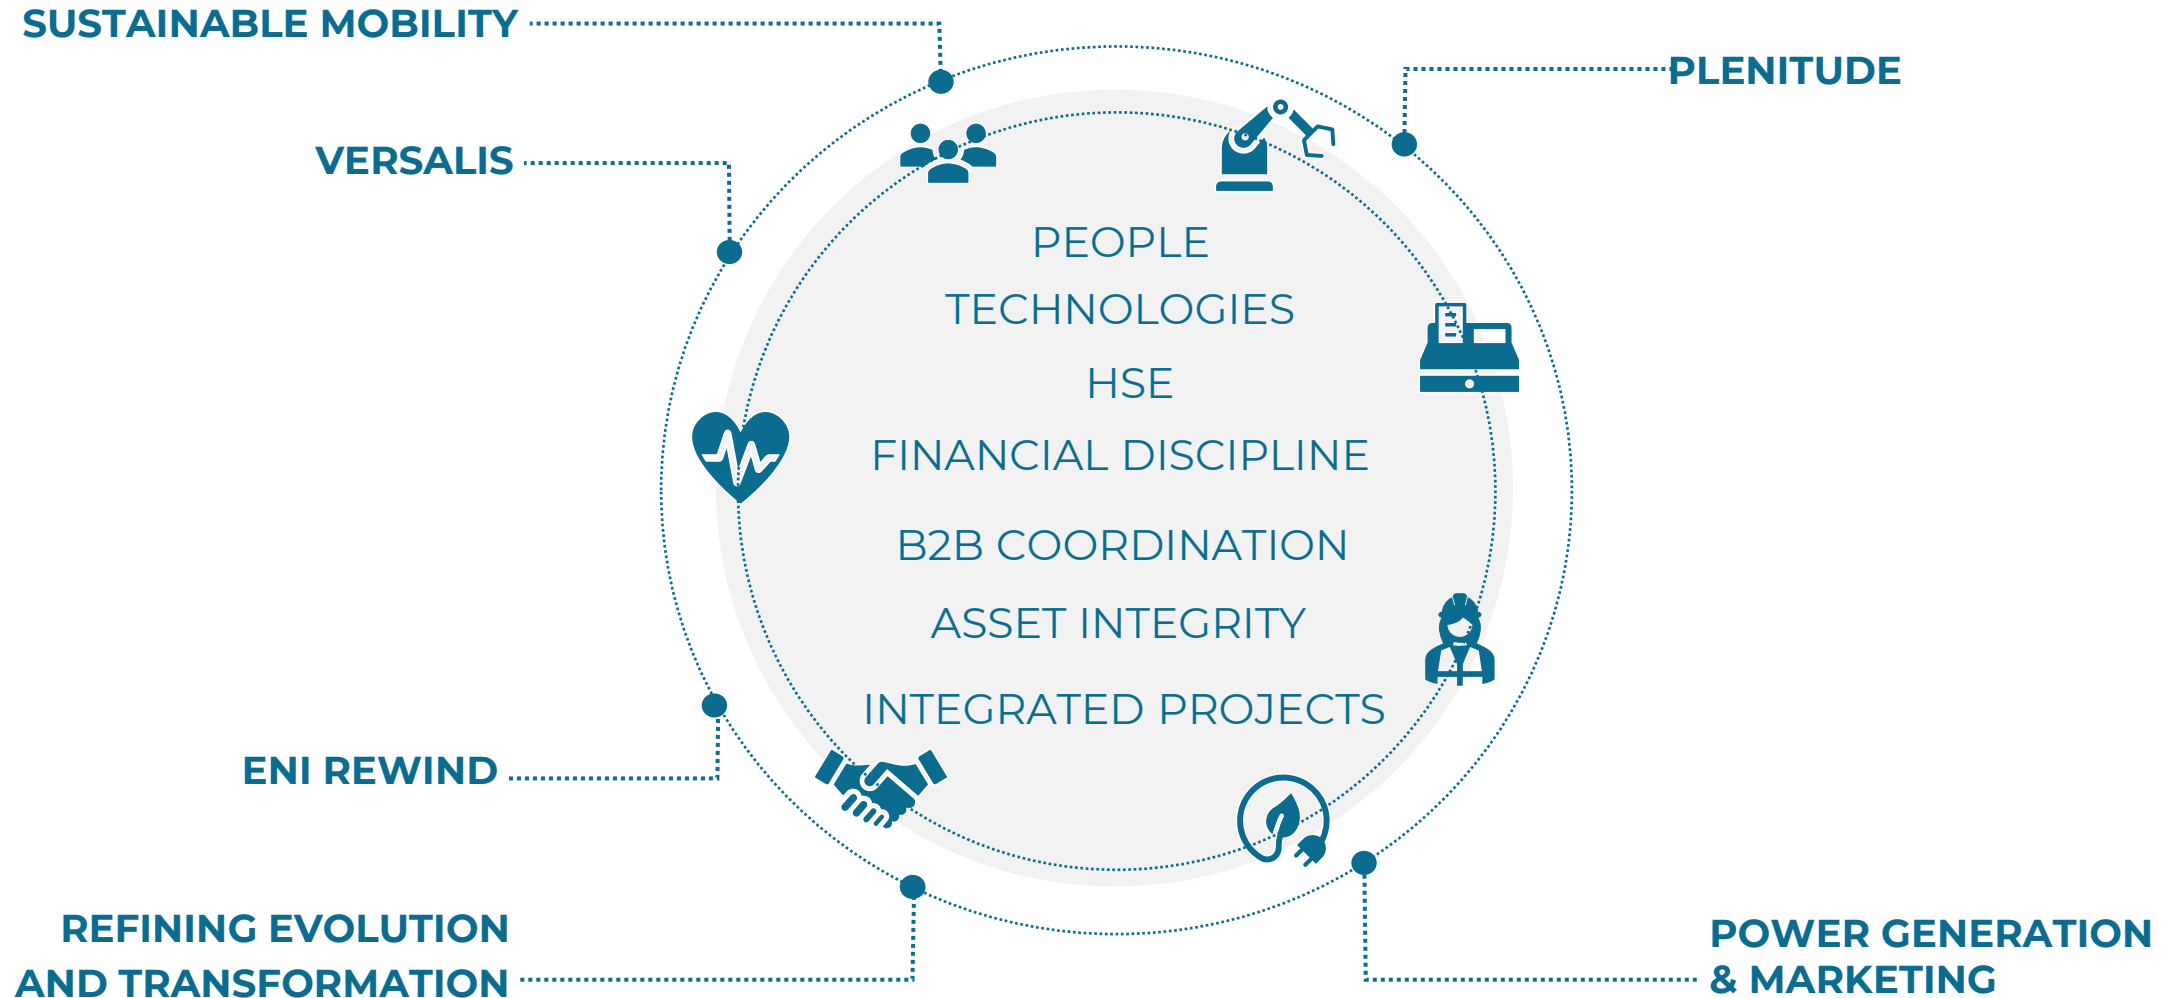 SUSTAINABLE MOBILITY
PLENITUDE
VERSALIS
PEOPLE
TECHNOLOGIES
HSE
FINANCIAL DISCIPLINE
B2B COORDINATION
ASSET INTEGRITY
INTEGRATED PROJECTS
ENI REWIND
REFINING EVOLUTION
AND TRANSFORMATION
POWER GENERATION
& MARKETING